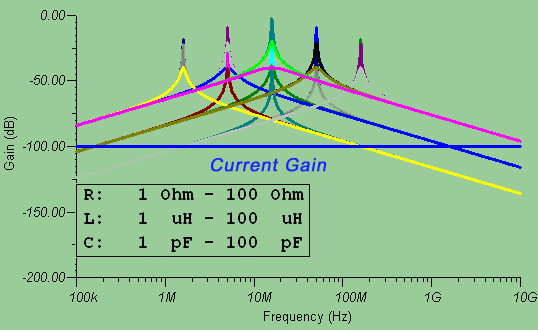 0.00
-50.00
Gain (dB)
-100.00
Current Gain
R: 1 Ohm - 100 Ohm
L: 1 uH - 100 uH
C: 1 pF - 100 pF
-150.00
-200.00
100k 1M 10M 100M 1G 10G
Frequency (Hz)